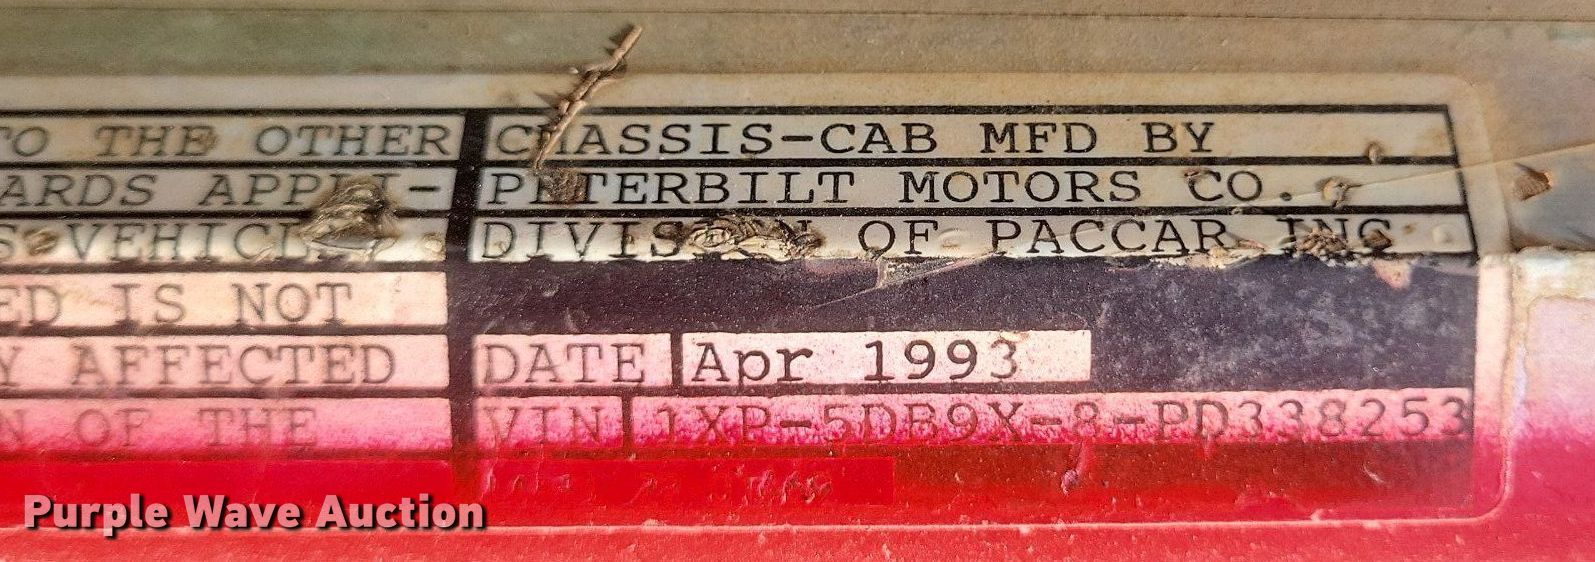 TO THE OTHER
ARDS APPLI-
S VEHICLE
ED IS NOT
Y AFFECTED
N OF THE
CHASSIS-CAB MFD BY
PETERBILT MOTORS CO.
DIVISION OF PACCAR INC.
DATE Apr 1993
VIN 1XP-5DB9X-8-PD338253
Purple Wave Auction